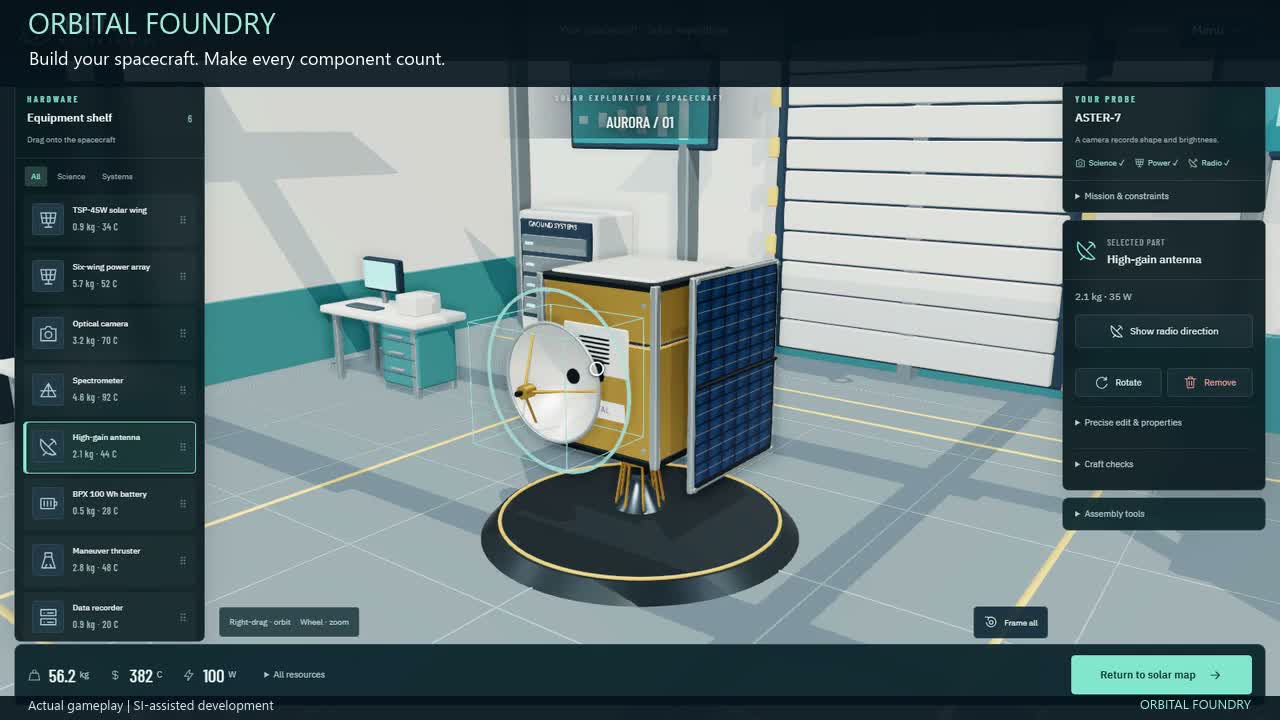 ORBITAL FOUNDRY
Build your spacecraft. Make every component count.
Menu
HARDWARE
Equipment shelf
6
Drag onto the spacecraft
All
Science
Systems
TSP-45W solar wing
0.9 kg · 34 C
Six-wing power array
5.7 kg · 52 C
Optical camera
3.2 kg · 70 C
Spectrometer
4.6 kg · 92 C
High-gain antenna
2.1 kg · 44 C
BPX 100 Wh battery
0.5 kg · 28 C
Maneuver thruster
2.8 kg · 48 C
Data recorder
0.9 kg · 20 C
SOLAR EXPLORATION / SPACECRAFT
AURORA / 01
GROUND SYSTEMS
YOUR PROBE
ASTER-7
A camera records shape and brightness.
Science ✓
Power ✓
Radio ✓
▶ Mission & constraints
SELECTED PART
High-gain antenna
2.1 kg · 35 W
Show radio direction
Rotate
Remove
▶ Precise edit & properties
▶ Craft checks
▶ Assembly tools
Right-drag · orbit Wheel · zoom
Frame all
56.2 kg
$ 382 C
100 W
▶ All resources
Return to solar map →
Actual gameplay | SI-assisted development
ORBITAL FOUNDRY